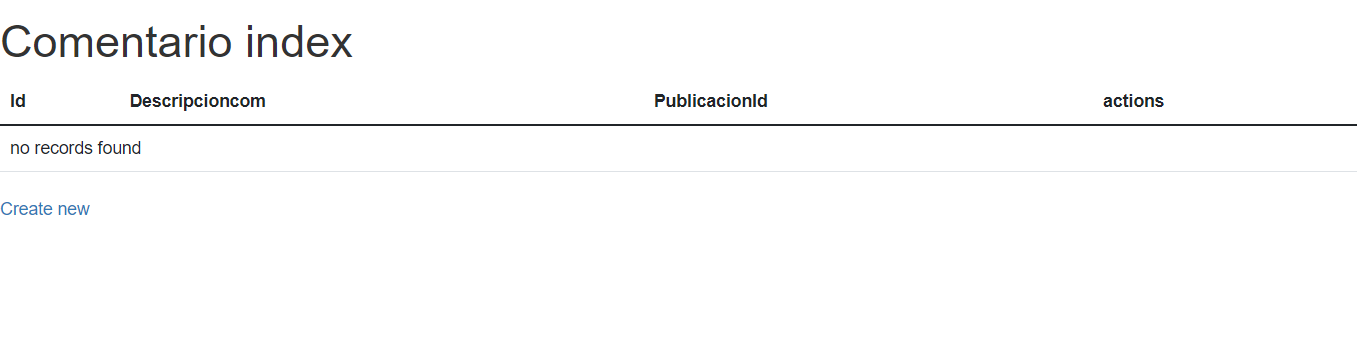 Comentario index
Id Descripcioncom PublicacionId actions
no records found
Create new